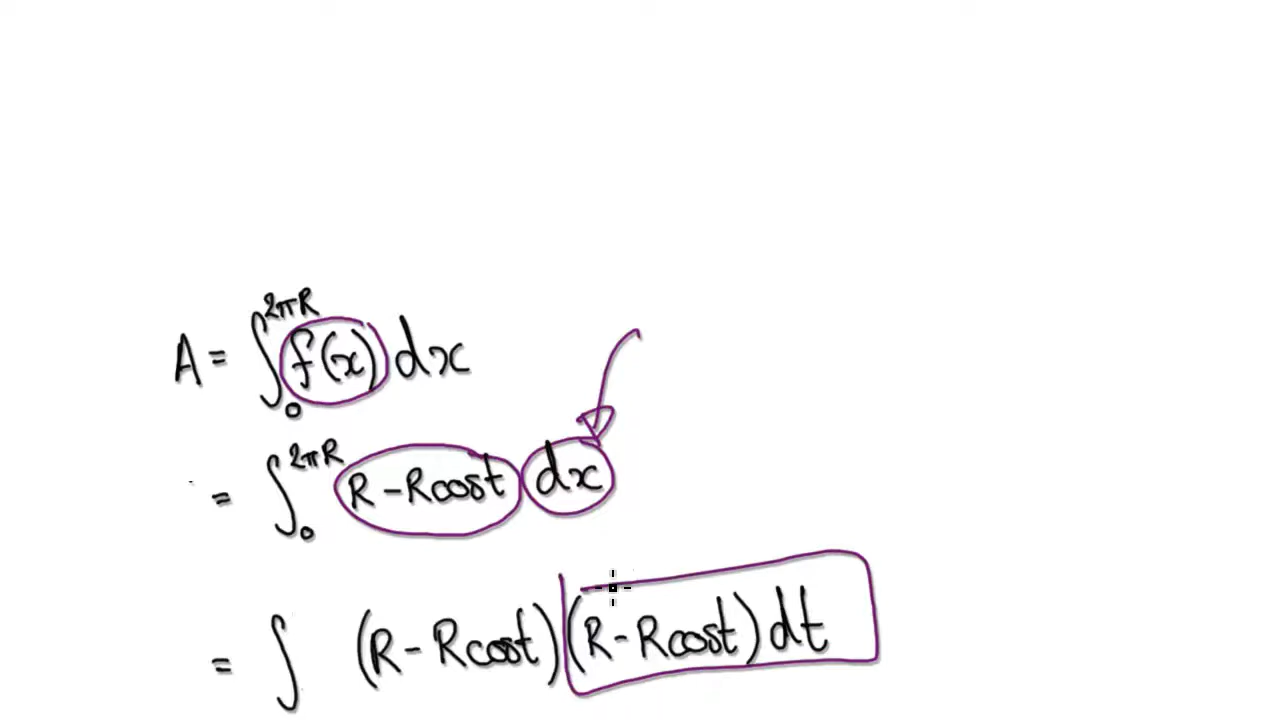 A = ∫₀^2πR f(x) dx
= ∫₀^2πR R - Rcost dx
= ∫ (R - Rcost)(R - Rcost) dt